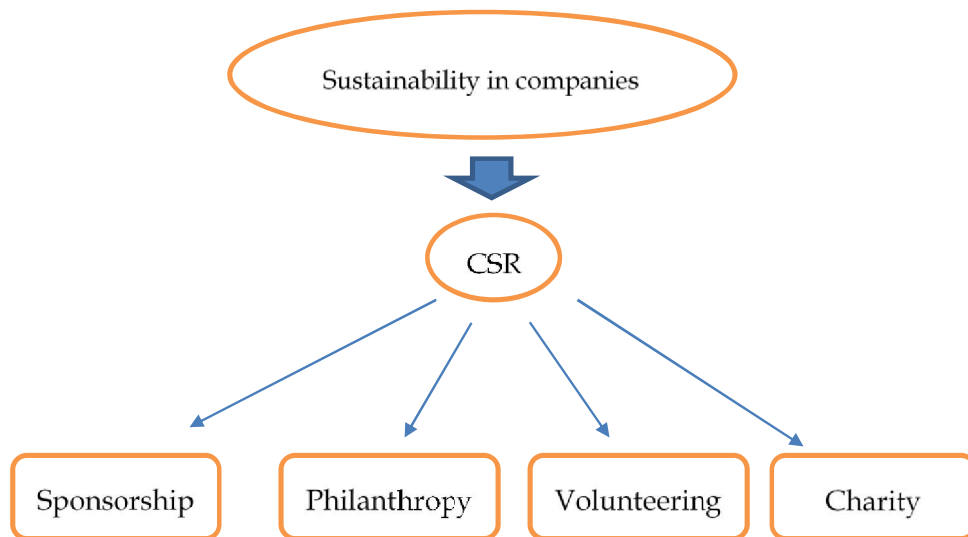 Sustainability in companies
CSR
Sponsorship
Philanthropy
Volunteering
Charity